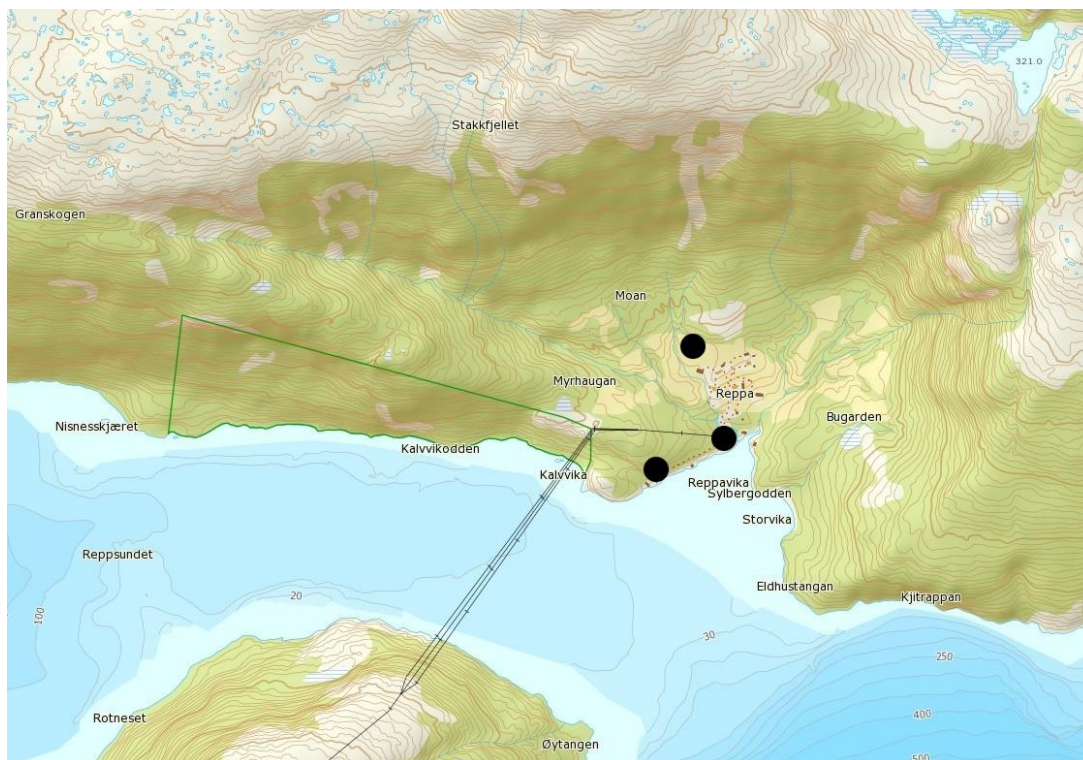 321.0
Stakkfjellet
Granskogen
Moan
Myrhaugan
Reppa
Bugarden
Nisnesskjæret
Kalvvikodden
Kalvvika
Reppavika
Sylbergodden
Storvika
Reppsundet
Eldhustangan
Kjitrappan
20
100
30
250
Rotneset
400
Øytangen
500